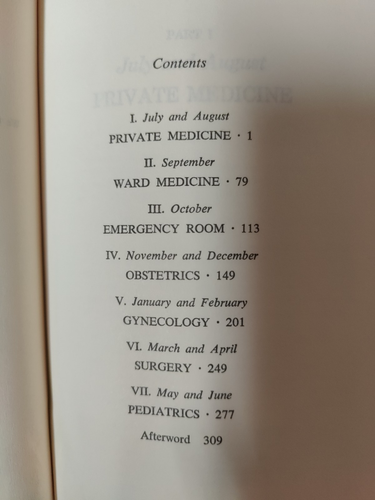 Contents
I. July and August
PRIVATE MEDICINE · 1
II. September
WARD MEDICINE · 79
III. October
EMERGENCY ROOM · 113
IV. November and December
OBSTETRICS · 149
V. January and February
GYNECOLOGY · 201
VI. March and April
SURGERY · 249
VII. May and June
PEDIATRICS · 277
Afterword 309